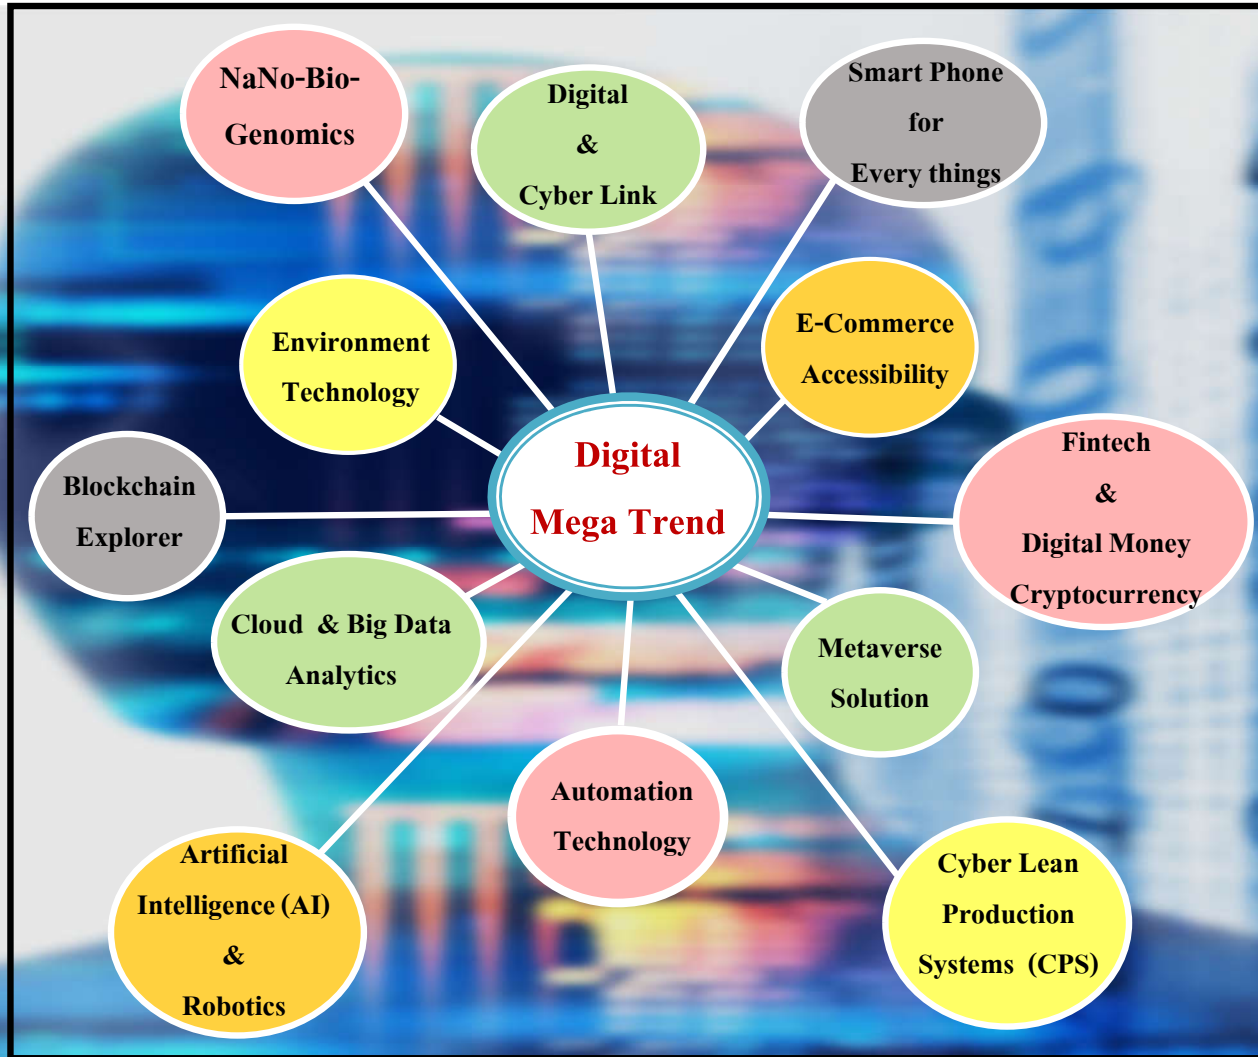 NaNo-Bio-
Genomics
Digital
&
Cyber Link
Smart Phone
for
Every things
Environment
Technology
E-Commerce
Accessibility
Digital
Mega Trend
Blockchain
Explorer
Fintech
&
Digital Money
Cryptocurrency
Cloud & Big Data
Analytics
Metaverse
Solution
Automation
Technology
Artificial
Intelligence (AI)
&
Robotics
Cyber Lean
Production
Systems (CPS)